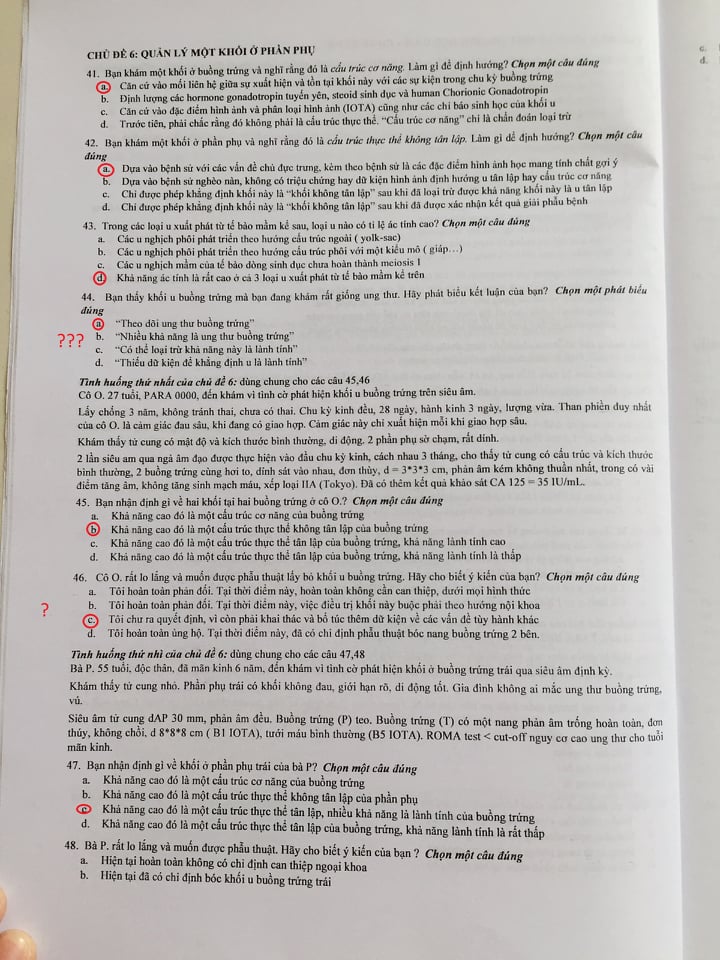 c.
d.
CHỦ ĐỀ 6: QUẢN LÝ MỘT KHỐI Ở PHẦN PHỤ
41. Bạn khám một khối ở buồng trứng và nghĩ rằng đó là cấu trúc cơ năng. Làm gì để định hướng? Chọn một câu đúng
a. Căn cứ vào mối liên hệ giữa sự xuất hiện và tồn tại khối này với các sự kiện trong chu kỳ buồng trứng
b. Định lượng các hormone gonadotropin tuyến yên, steoid sinh dục và human Chorionic Gonadotropin
c. Căn cứ vào đặc điểm hình ảnh và phân loại hình ảnh (IOTA) cũng như các chỉ báo sinh học của khối u
d. Trước tiên, phải chắc rằng đó không phải là cấu trúc thực thể. “Cấu trúc cơ năng” chỉ là chẩn đoán loại trừ
42. Bạn khám một khối ở phần phụ và nghĩ rằng đó là cấu trúc thực thể không tân lập. Làm gì để định hướng? Chọn một câu
đúng
a. Dựa vào bệnh sử với các vấn đề chủ đực trưng, kèm theo bệnh sử là các đặc điểm hình ảnh học mang tính chất gợi ý
b. Dựa vào bệnh sử nghèo nàn, không có triệu chứng hay dữ kiện hình ảnh định hướng u tân lập hay cấu trúc cơ năng
c. Chỉ được phép khẳng định khối này là “khối không tân lập” sau khi đã loại trừ được khả năng khối này là u tân lập
d. Chỉ được phép khẳng định khối này là “khối không tân lập” sau khi đã được xác nhận kết quả giải phẫu bệnh
43. Trong các loại u xuất phát từ tế bào mầm kể sau, loại u nào có tỉ lệ ác tính cao? Chọn một câu đúng
a. Các u nghịch phôi phát triển theo hướng cấu trúc ngoài ( yolk-sac)
b. Các u nghịch phôi phát triển theo hướng cấu trúc phôi với một kiểu mô ( giáp…)
c. Các u nghịch mầm của tế bào dòng sinh dục chưa hoàn thành meiosis I
d. Khả năng ác tính là rất cao ở cả 3 loại u xuất phát từ tế bào mầm kể trên
44. Bạn thấy khối u buồng trứng mà bạn đang khám rất giống ung thư. Hãy phát biểu kết luận của bạn? Chọn một phát biểu
đúng
a. “Theo dõi ung thư buồng trứng”
??? b. “Nhiều khả năng là ung thư buồng trứng”
c. “Có thể loại trừ khả năng này là lành tính”
d. “Thiếu dữ kiện để khẳng định u là lành tính”
Tình huống thứ nhất của chủ đề 6: dùng chung cho các câu 45,46
Cô O. 27 tuổi, PARA 0000, đến khám vì tình cờ phát hiện khối u buồng trứng trên siêu âm.
Lấy chồng 3 năm, không tránh thai, chưa có thai. Chu kỳ kinh đều, 28 ngày, hành kinh 3 ngày, lượng vừa. Than phiền duy nhất
của cô O. là cảm giác đau sâu, khi đang có giao hợp. Cảm giác này chỉ xuất hiện mỗi khi giao hợp sâu.
Khám thấy tử cung có mật độ và kích thước bình thường, di động. 2 phần phụ sờ chạm, rất dính.
2 lần siêu am qua ngả âm đạo được thực hiện vào đầu chu kỳ kinh, cách nhau 3 tháng, cho thấy tử cung có cấu trúc và kích thước
bình thường, 2 buồng trứng cùng hơi to, dính sát vào nhau, đơn thùy, d = 3*3*3 cm, phản âm kém không thuần nhất, trong có vài
điểm tăng âm, không tăng sinh mạch máu, xếp loại IIA (Tokyo). Đã có thêm kết quả khảo sát CA 125 = 35 IU/mL.
45. Bạn nhận định gì về hai khối tại hai buồng trứng ở cô O.? Chọn một câu đúng
a. Khả năng cao đó là một cấu trúc cơ năng của buồng trứng
b. Khả năng cao đó là một cấu trúc thực thể không tân lập của buồng trứng
c. Khả năng cao đó là một cấu trúc thực thể tân lập của buồng trứng, khả năng lành tính cao
d. Khả năng cao đó là một cấu trúc thực thể tân lập của buồng trứng, khả năng lành tính là thấp
46. Cô O. rất lo lắng và muốn được phẫu thuật lấy bỏ khối u buồng trứng. Hãy cho biết ý kiến của bạn? Chọn một câu đúng
a. Tôi hoàn toàn phản đối. Tại thời điểm này, hoàn toàn không cần can thiệp, dưới mọi hình thức
? b. Tôi hoàn toàn phản đối. Tại thời điểm này, việc điều trị khối này buộc phải theo hướng nội khoa
c. Tôi chư ra quyết định, vì còn phải khai thác và bổ túc thêm dữ kiện về các vấn đề tùy hành khác
d. Tôi hoàn toàn ủng hộ. Tại thời điểm này, đã có chỉ định phẫu thuật bóc nang buồng trứng 2 bên.
Tình huống thứ nhì của chủ đề 6: dùng chung cho các câu 47,48
Bà P. 55 tuổi, độc thân, đã mãn kinh 6 năm, đến khám vì tình cờ phát hiện khối ở buồng trứng trái qua siêu âm định kỳ.
Khám thấy tử cung nhỏ. Phần phụ trái có khối không đau, giới hạn rõ, di động tốt. Gia đình không ai mắc ung thư buồng trứng,
vú.
Siêu âm tử cung dAP 30 mm, phản âm đều. Buồng trứng (P) teo. Buồng trứng (T) có một nang phản âm trống hoàn toàn, đơn
thúy, không chồi, d 8*8*8 cm ( B1 IOTA), tưới máu bình thường (B5 IOTA). ROMA test < cut-off nguy cơ cao ung thư cho tuổi
mãn kinh.
47. Bạn nhận định gì về khối ở phần phụ trái của bà P? Chọn một câu đúng
a. Khả năng cao đó là một cấu trúc cơ năng của buồng trứng
b. Khả năng cao đó là một cấu trúc thực thể không tân lập của phần phụ
c. Khả năng cao đó là một cấu trúc thực thể tân lập, nhiều khả năng là lành tính của buồng trứng
d. Khả năng cao đó là một cấu trúc thực thể tân lập của buồng trứng, khả năng lành tính là rất thấp
48. Bà P. rất lo lắng và muốn được phẫu thuật. Hãy cho biết ý kiến của bạn ? Chọn một câu đúng
a. Hiện tại hoàn toàn không có chỉ định can thiệp ngoại khoa
b. Hiện tại đã có chỉ định bóc khối u buồng trứng trái